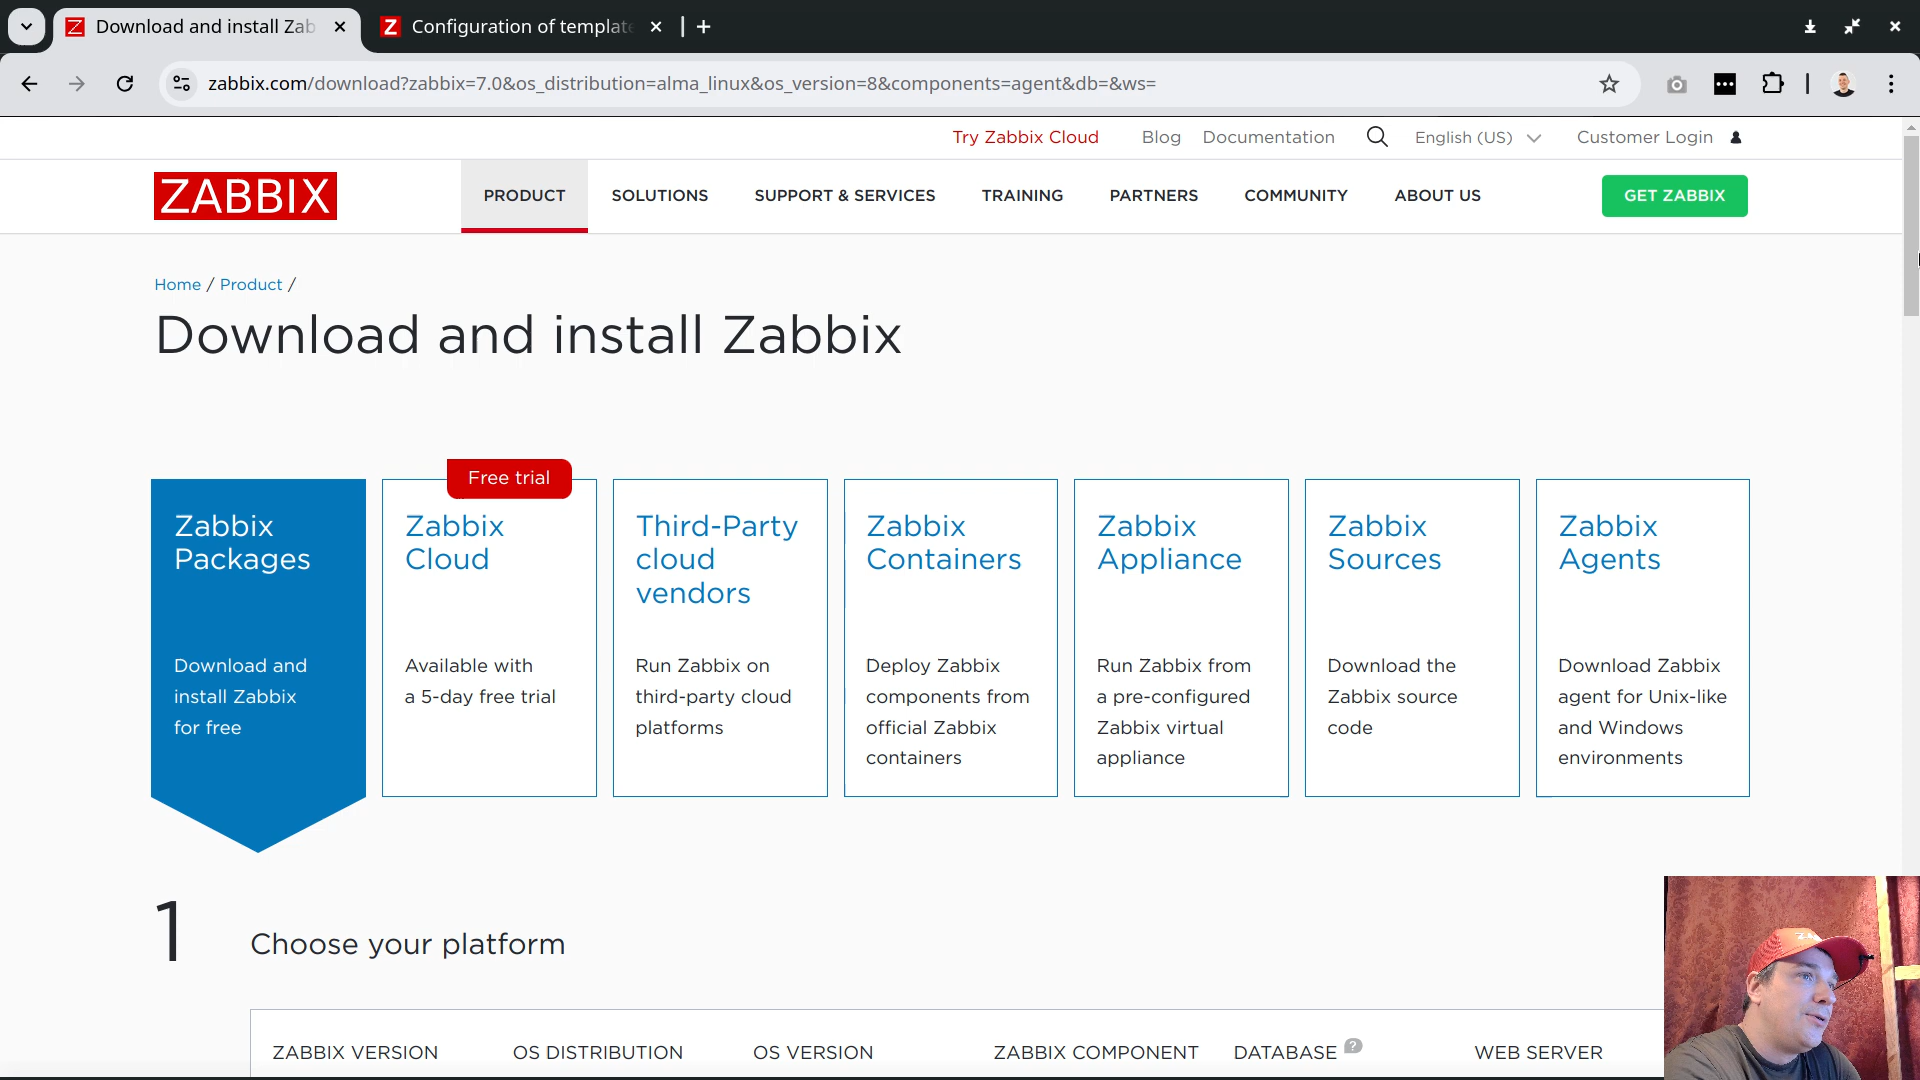 Download and install Zab
Configuration of template
zabbix.com/download?zabbix=7.0&os_distribution=alma_linux&os_version=8&components=agent&db=&ws=
Try Zabbix Cloud
Blog
Documentation
English (US)
Customer Login
ZABBIX
PRODUCT
SOLUTIONS
SUPPORT & SERVICES
TRAINING
PARTNERS
COMMUNITY
ABOUT US
GET ZABBIX
Home / Product /
Download and install Zabbix
Zabbix
Packages
Download and
install Zabbix
for free
Free trial
Zabbix
Cloud
Available with
a 5-day free trial
Third-Party
cloud
vendors
Run Zabbix on
third-party cloud
platforms
Zabbix
Containers
Deploy Zabbix
components from
official Zabbix
containers
Zabbix
Appliance
Run Zabbix from
a pre-configured
Zabbix virtual
appliance
Zabbix
Sources
Download the
Zabbix source
code
Zabbix
Agents
Download Zabbix
agent for Unix-like
and Windows
environments
1
Choose your platform
ZABBIX VERSION
OS DISTRIBUTION
OS VERSION
ZABBIX COMPONENT
DATABASE ?
WEB SERVER